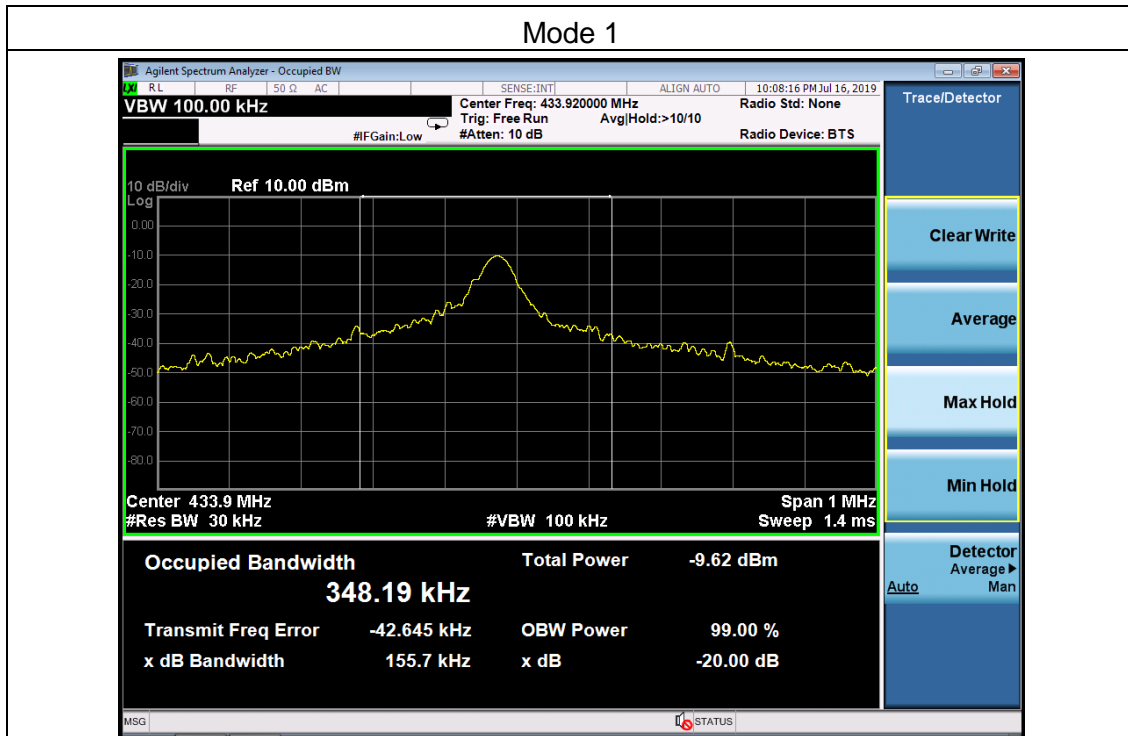 Mode 1
Agilent Spectrum Analyzer - Occupied BW
LXI RL RF 50 Ω AC SENSE:INT ALIGN AUTO 10:08:16 PM Jul 16, 2019
VBW 100.00 kHz Center Freq: 433.920000 MHz Radio Std: None
Trig: Free Run Avg|Hold:>10/10
#IFGain:Low #Atten: 10 dB Radio Device: BTS
Trace/Detector
10 dB/div Ref 10.00 dBm
Log
0.00
-10.0
-20.0
-30.0
-40.0
-50.0
-60.0
-70.0
-80.0
Center 433.9 MHz Span 1 MHz
#Res BW 30 kHz #VBW 100 kHz Sweep 1.4 ms
Occupied Bandwidth Total Power -9.62 dBm
348.19 kHz
Transmit Freq Error -42.645 kHz OBW Power 99.00 %
x dB Bandwidth 155.7 kHz x dB -20.00 dB
Clear Write
Average
Max Hold
Min Hold
Detector
Average▶
Auto Man
MSG STATUS